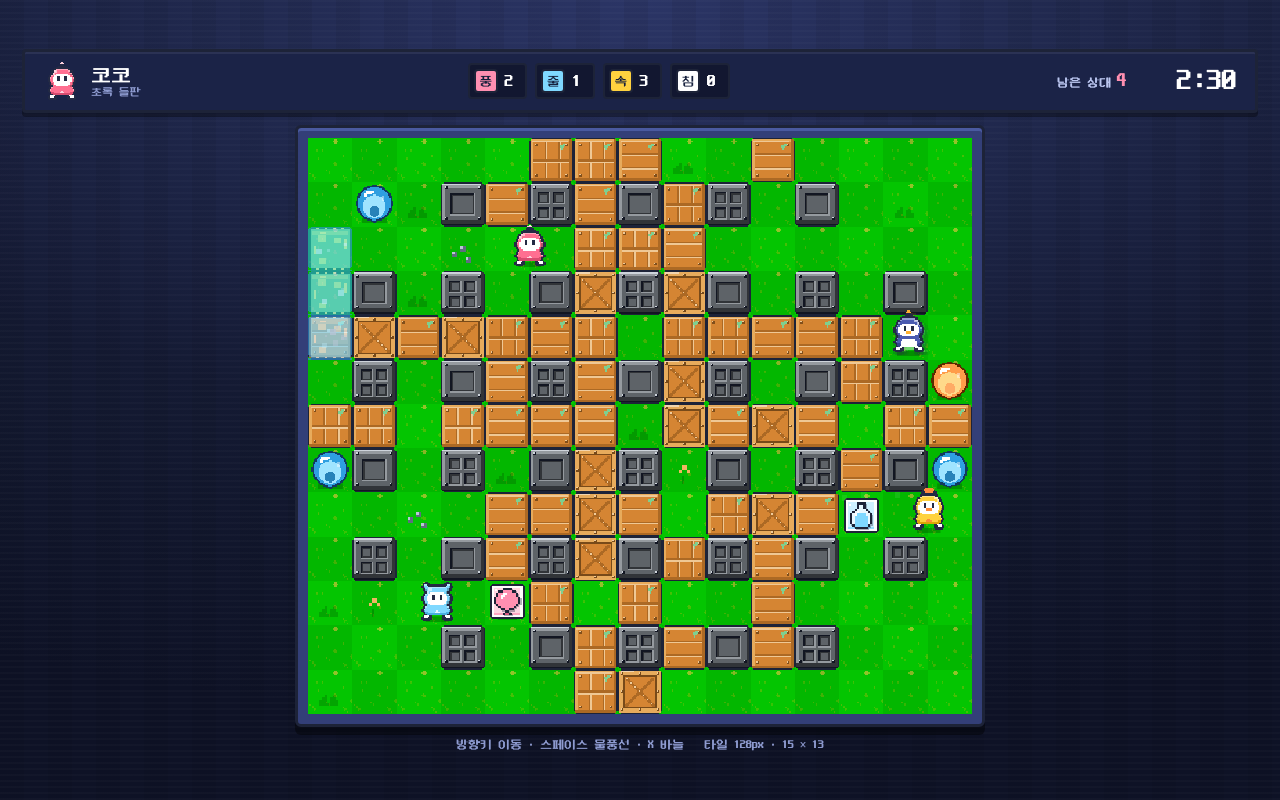 코코
초록 들판
풍 2 줄 1 속 3 침 0
남은 상대 4
2:30
방향키 이동 · 스페이스 물풍선 · X 바늘 타일 128px · 15 × 13